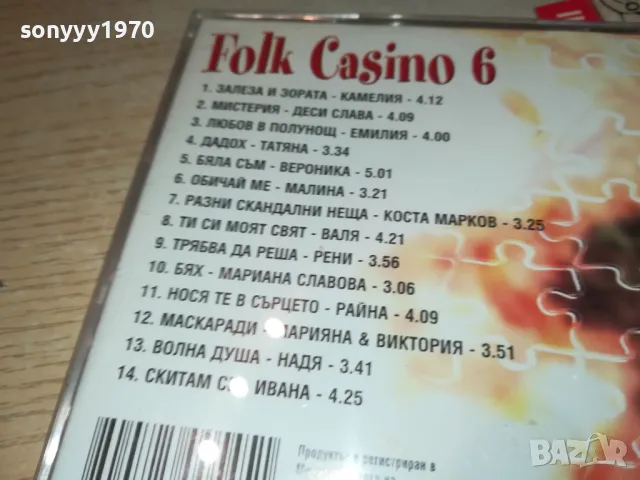 sonyyy1970
Folk Casino 6
1. ЗАЛЕЗА И ЗОРАТА - КАМЕЛИЯ - 4.12
2. МИСТЕРИЯ - ДЕСИ СЛАВА - 4.09
3. ЛЮБОВ В ПОЛУНОЩ - ЕМИЛИЯ - 4.00
4. ДАДОХ - ТАТЯНА - 3.34
5. БЯЛА СЪМ - ВЕРОНИКА - 5.01
6. ОБИЧАЙ МЕ - МАЛИНА - 3.21
7. РАЗНИ СКАНДАЛНИ НЕЩА - КОСТА МАРКОВ - 3.25
8. ТИ СИ МОЯТ СВЯТ - ВАЛЯ - 4.21
9. ТРЯБВА ДА РЕША - РЕНИ - 3.56
10. БЯХ - МАРИАНА СЛАВОВА - 3.06
11. НОСЯ ТЕ В СЪРЦЕТО - РАЙНА - 4.09
12. МАСКАРАДИ - МАРИЯНА & ВИКТОРИЯ - 3.51
13. ВОЛНА ДУША - НАДЯ - 3.41
14. СКИТАМ ИВАНА - 4.25
Продуктът е регистриран в
BAZAR